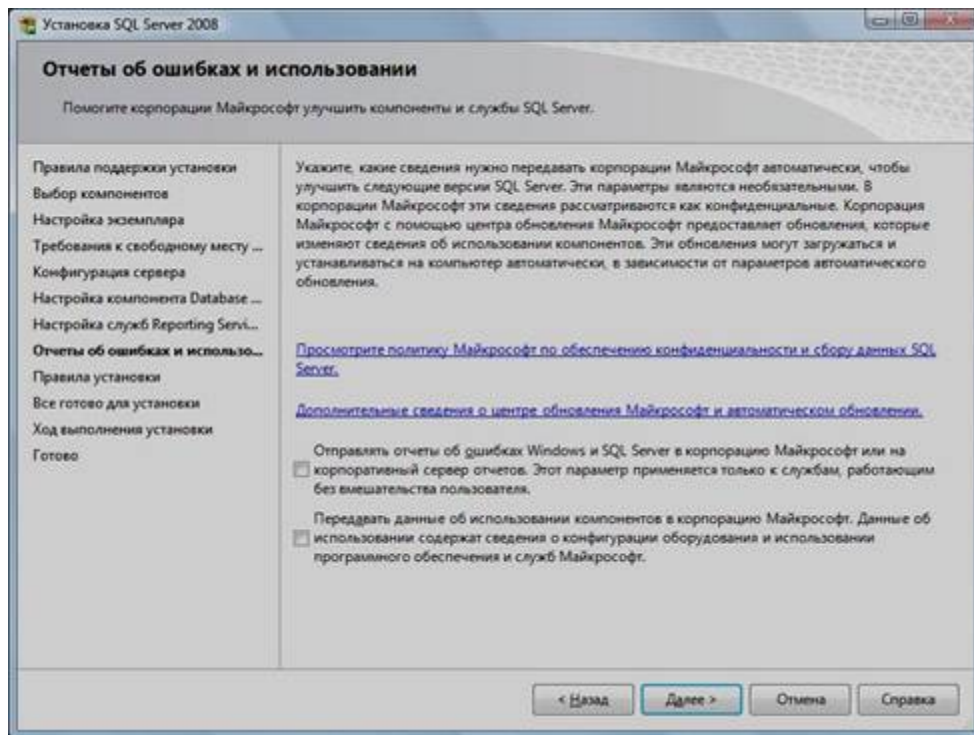 Установка SQL Server 2008
Отчеты об ошибках и использовании
Помогите корпорации Майкрософт улучшить компоненты и службы SQL Server.
Правила поддержки установки
Выбор компонентов
Настройка экземпляра
Требования к свободному месту ...
Конфигурация сервера
Настройка компонента Database ...
Настройка служб Reporting Servi...
Отчеты об ошибках и использо...
Правила установки
Все готово для установки
Ход выполнения установки
Готово
Укажите, какие сведения нужно передавать корпорации Майкрософт автоматически, чтобы
улучшить следующие версии SQL Server. Эти параметры являются необязательными. В
корпорации Майкрософт эти сведения рассматриваются как конфиденциальные. Корпорация
Майкрософт с помощью центра обновления Майкрософт предоставляет обновления, которые
изменяют сведения об использовании компонентов. Эти обновления могут загружаться и
устанавливаться на компьютер автоматически, в зависимости от параметров автоматического
обновления.
Просмотрите политику Майкрософт по обеспечению конфиденциальности и сбору данных SQL
Server.
Дополнительные сведения о центре обновления Майкрософт и автоматическом обновлении.
Отправлять отчеты об ошибках Windows и SQL Server в корпорацию Майкрософт или на
корпоративный сервер отчетов. Этот параметр применяется только к службам, работающим
без вмешательства пользователя.
Передавать данные об использовании компонентов в корпорацию Майкрософт. Данные об
использовании содержат сведения о конфигурации оборудования и использовании
программного обеспечения и служб Майкрософт.
< Назад
Далее >
Отмена
Справка